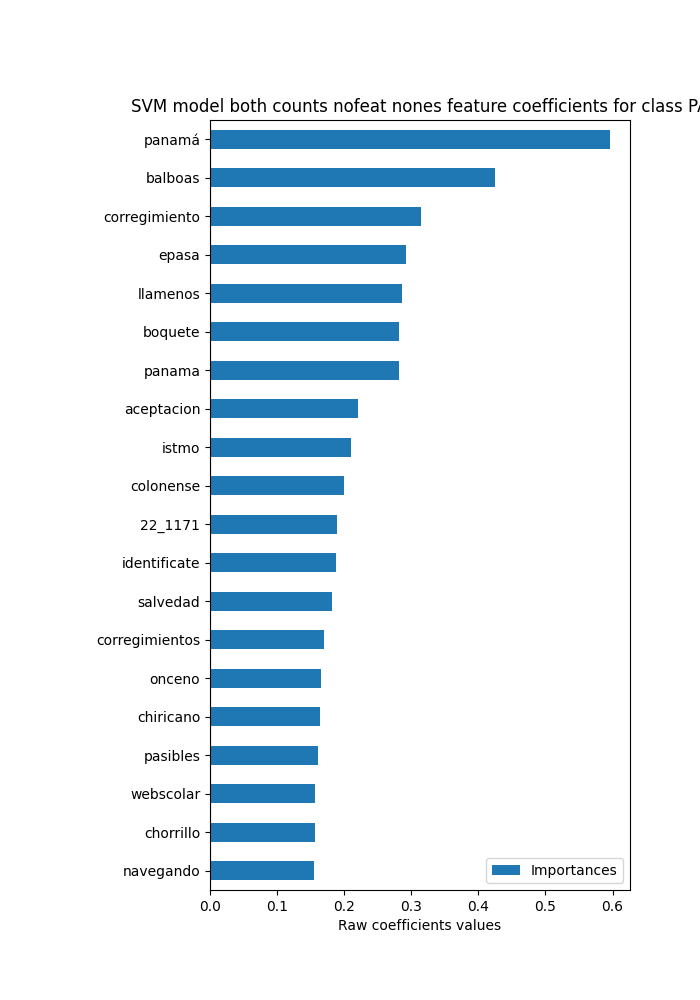 SVM model both counts nofeat nones feature coefficients for class PA
panamá
balboas
corregimiento
epasa
llamenos
boquete
panama
aceptacion
istmo
colonense
22_1171
identificate
salvedad
corregimientos
onceno
chiricano
pasibles
webscolar
chorrillo
navegando
Importances
0.0 0.1 0.2 0.3 0.4 0.5 0.6
Raw coefficients values